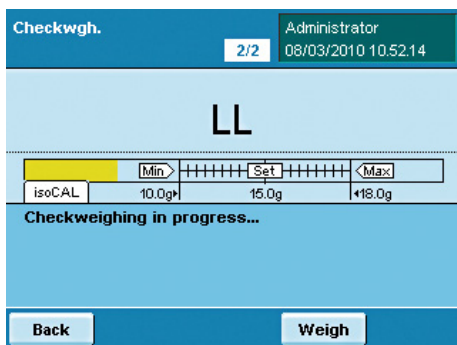 Checkwgh.
2/2
Administrator
08/03/2010 10.52.14
LL
Min Set Max
isoCAL 10.0g 15.0g 18.0g
Checkweighing in progress...
Back Weigh